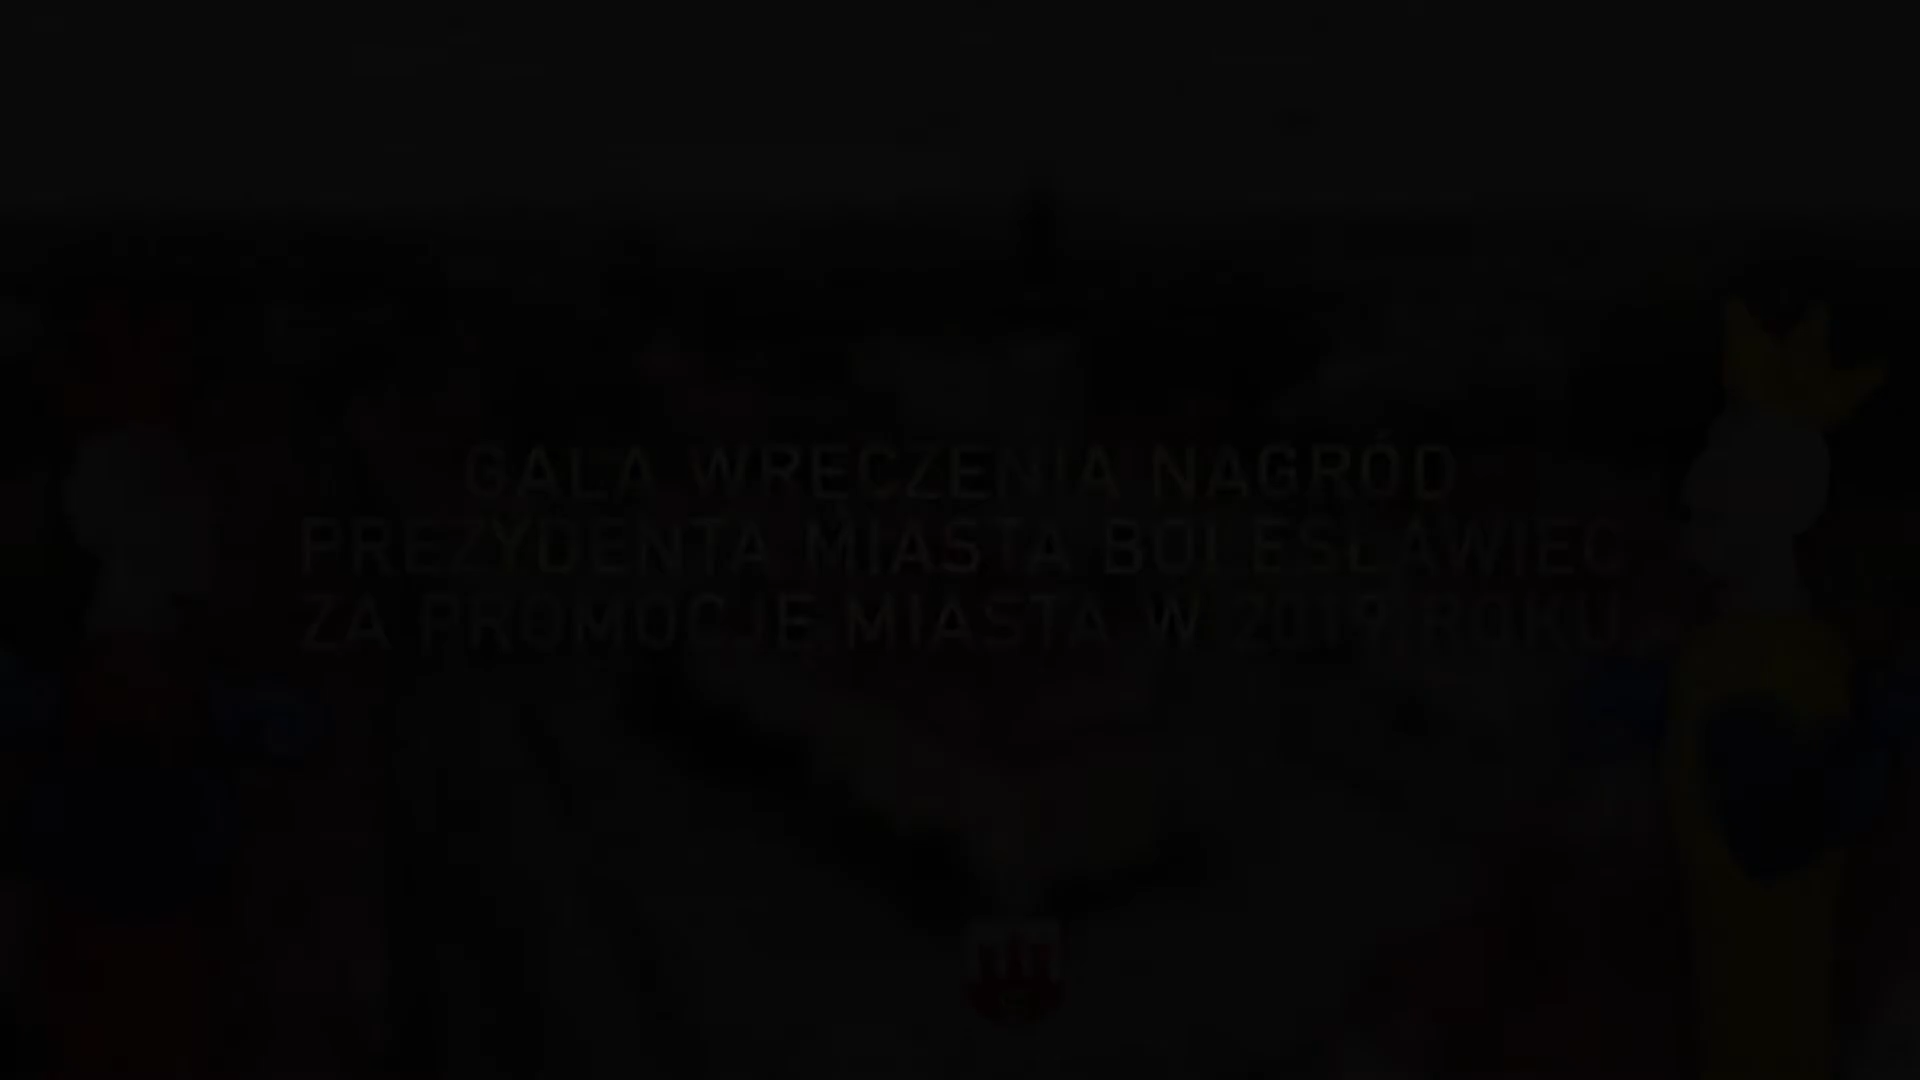 GALA WRĘCZENIA NAGRÓD
PREZYDENTA MIASTA BOLESŁAWIEC
ZA PROMOCJĘ MIASTA W 2019 ROKU